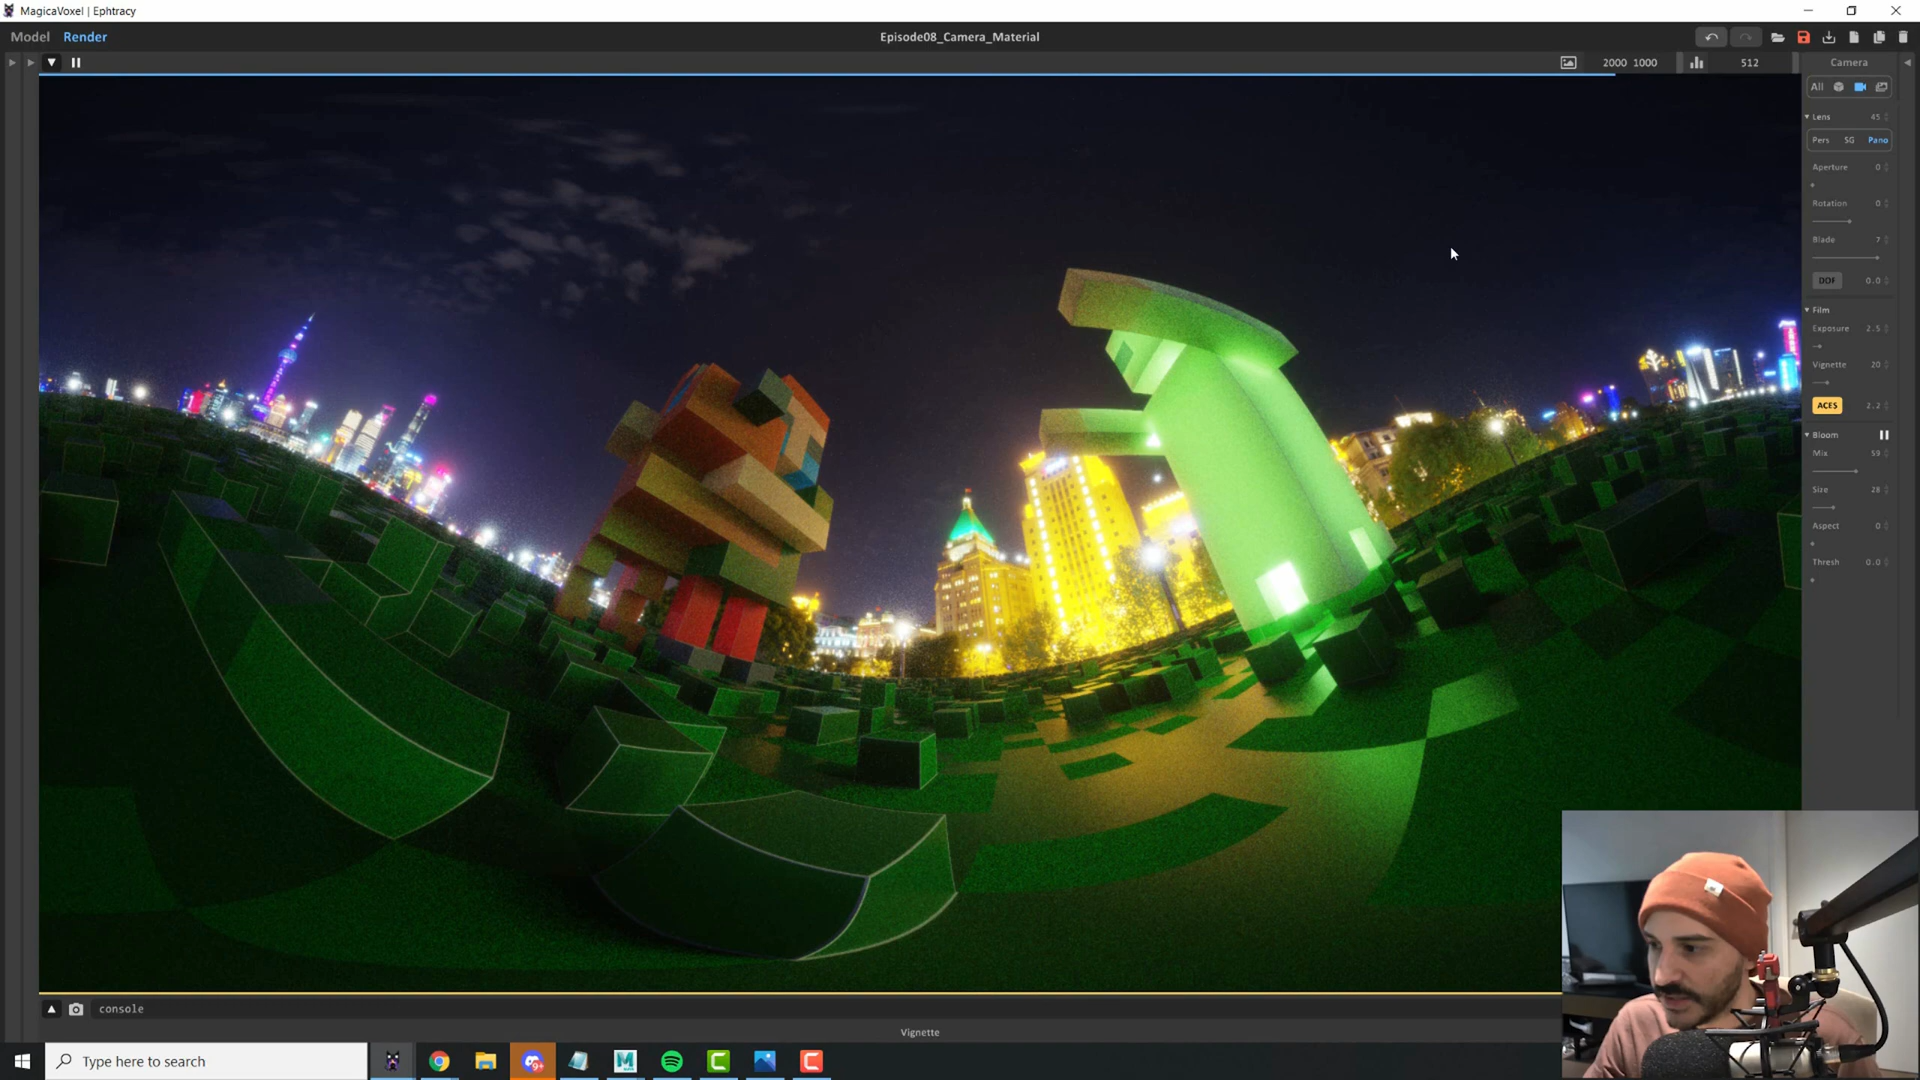 MagicaVoxel | Ephtracy
Model Render
Episode08_Camera_Material
2000 1000
512
Camera
All
Lens 45
Pers SG Pano
Aperture 0
Rotation 0
Blade 7
DOF 0.0
Film
Exposure 2.5
Vignette 20
ACES 2.2
Bloom
Mix 59
Size 28
Aspect 0
Thresh 0.0
console
Vignette
Type here to search
9+